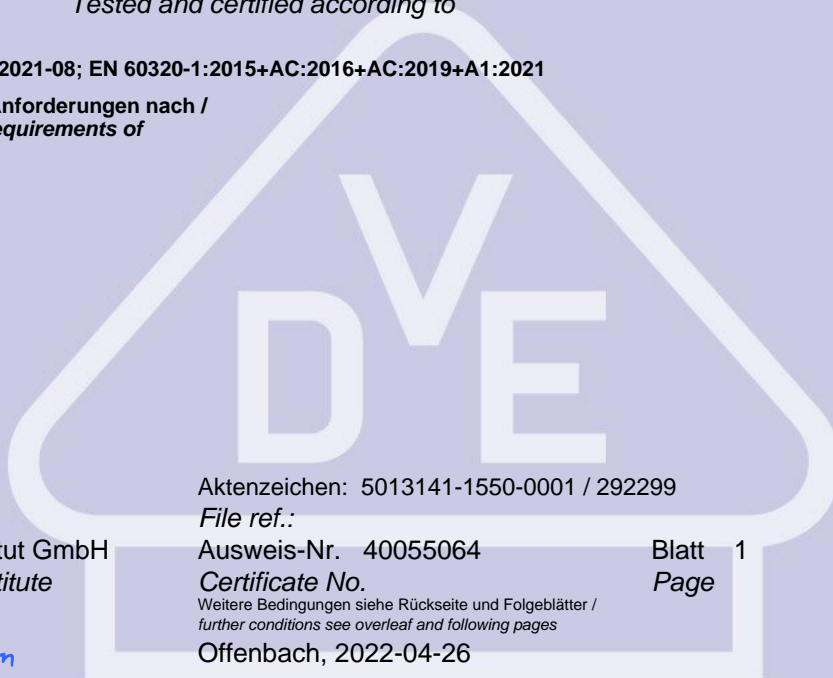 Tested and certified according to
2021-08; EN 60320-1:2015+AC:2016+AC:2019+A1:2021
Anforderungen nach /
equirements of
VDE
Aktenzeichen: 5013141-1550-0001 / 292299
File ref.:
tut GmbH Ausweis-Nr. 40055064 Blatt 1
titute Certificate No. Page
Weitere Bedingungen siehe Rückseite und Folgeblätter /
further conditions see overleaf and following pages
Offenbach, 2022-04-26